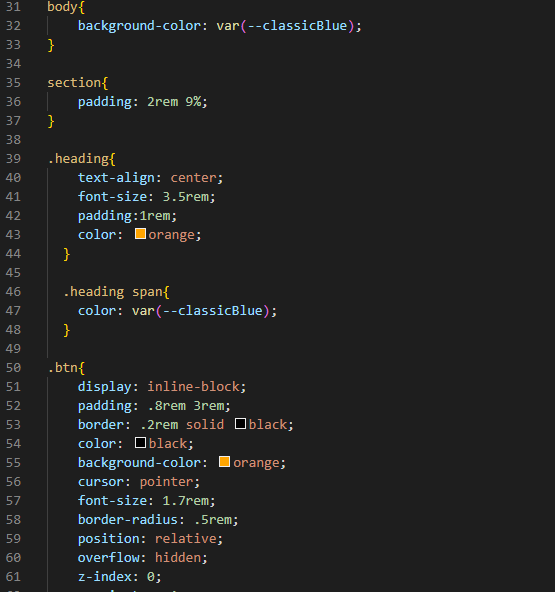 31 body{
32     background-color: var(--classicBlue);
33 }
34
35 section{
36     padding: 2rem 9%;
37 }
38
39 .heading{
40     text-align: center;
41     font-size: 3.5rem;
42     padding:1rem;
43     color: orange;
44   }
45
46   .heading span{
47     color: var(--classicBlue);
48   }
49
50 .btn{
51     display: inline-block;
52     padding: .8rem 3rem;
53     border: .2rem solid black;
54     color: black;
55     background-color: orange;
56     cursor: pointer;
57     font-size: 1.7rem;
58     border-radius: .5rem;
59     position: relative;
60     overflow: hidden;
61     z-index: 0;